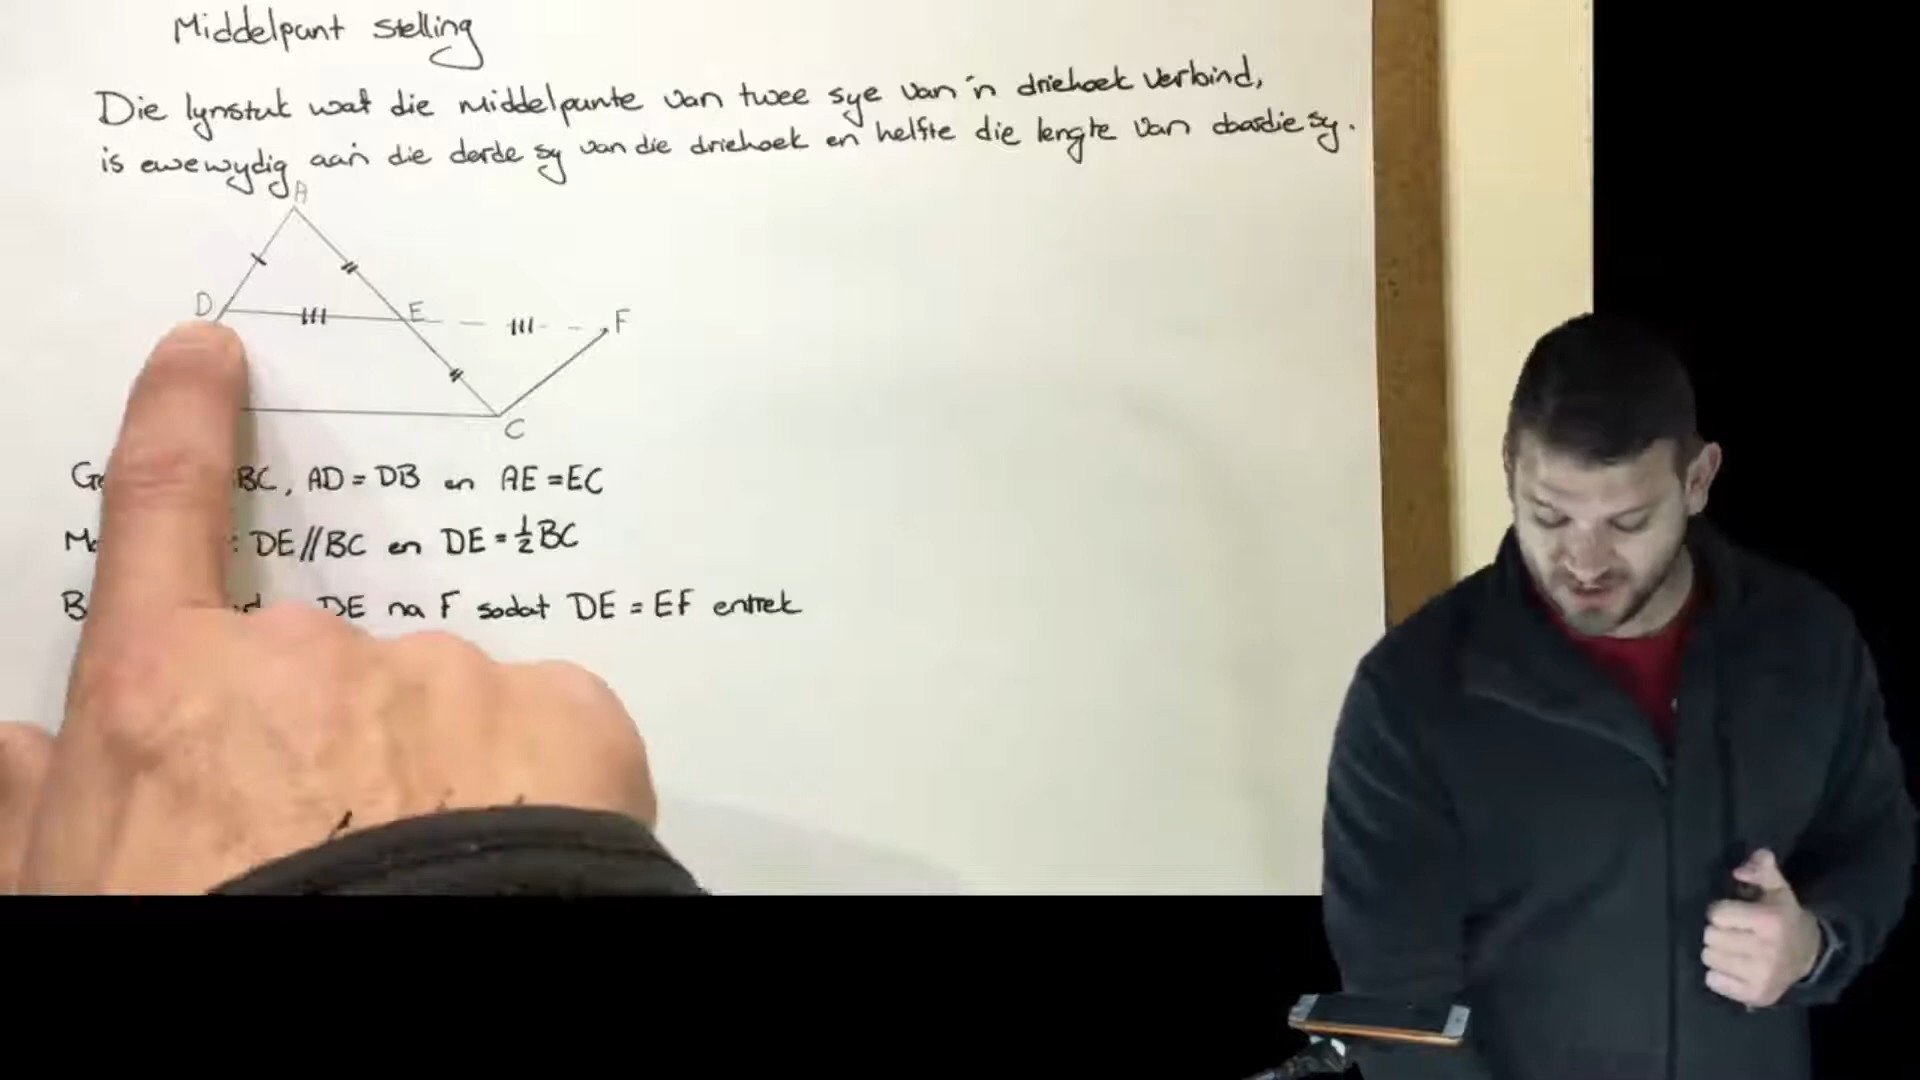 Middelpunt Stelling
Die lynstuk wat die middelpunte van twee sye van 'n driehoek verbind,
is ewewydig aan die derde sy van die driehoek en helfte die lengte van daardie sy.
A
D E F
C
BC, AD = DB en AE = EC
: DE//BC en DE = ½BC
DE na F sodat DE = EF entrek